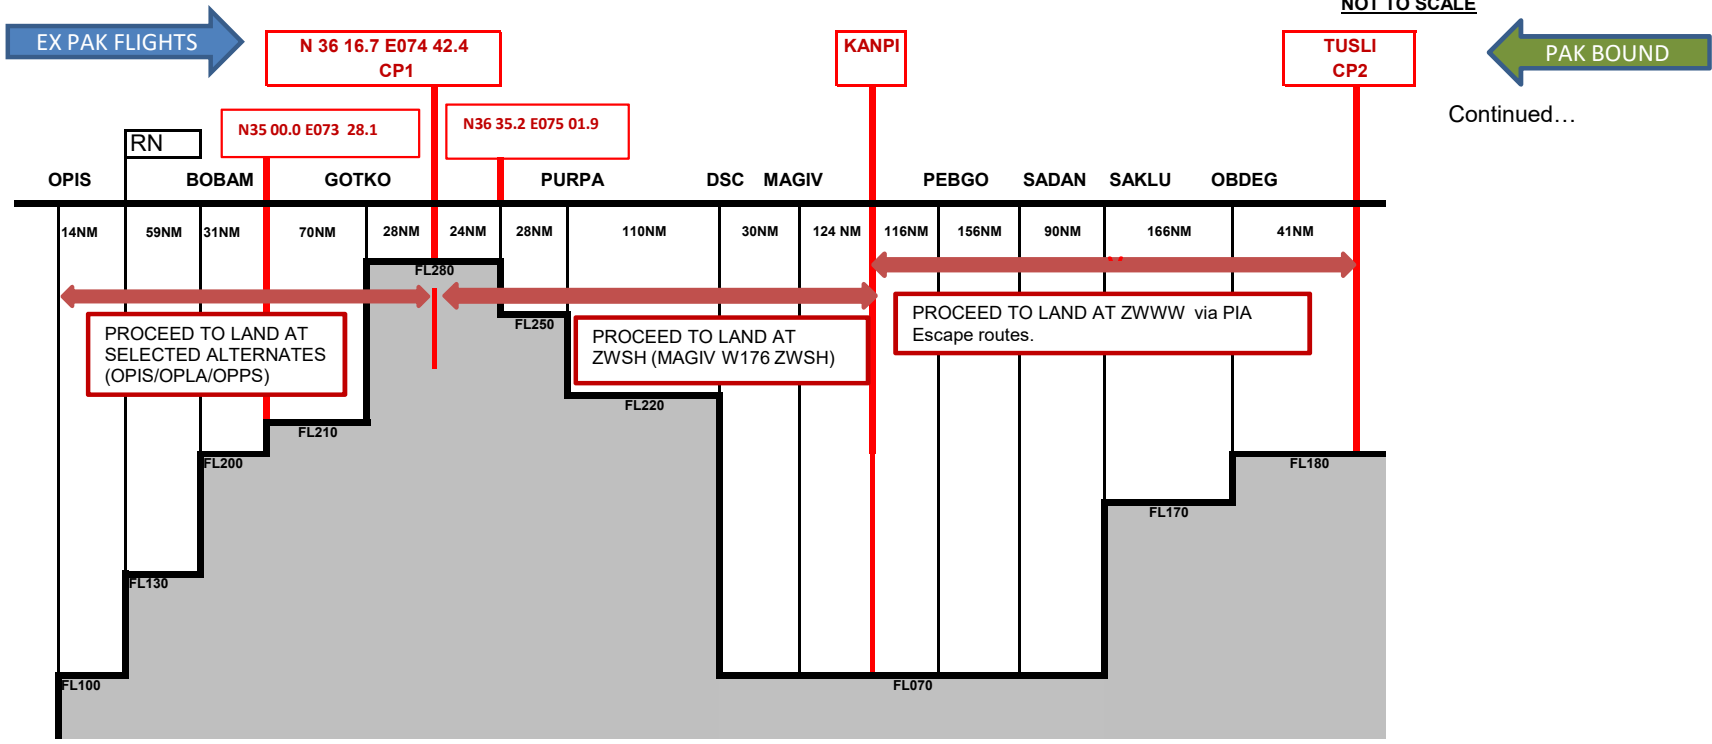 NOT TO SCALE
EX PAK FLIGHTS
N 36 16.7 E074 42.4
CP1
KANPI
TUSLI
CP2
PAK BOUND
Continued…
N35 00.0 E073 28.1
N36 35.2 E075 01.9
RN
OPIS BOBAM GOTKO PURPA DSC MAGIV PEBGO SADAN SAKLU OBDEG
14NM 59NM 31NM 70NM 28NM 24NM 28NM 110NM 30NM 124 NM 116NM 156NM 90NM 166NM 41NM
FL280
PROCEED TO LAND AT
SELECTED ALTERNATES
(OPIS/OPLA/OPPS)
FL250
PROCEED TO LAND AT
ZWSH (MAGIV W176 ZWSH)
PROCEED TO LAND AT ZWWW via PIA
Escape routes.
FL220
FL210
FL200
FL180
FL170
FL130
FL100
FL070